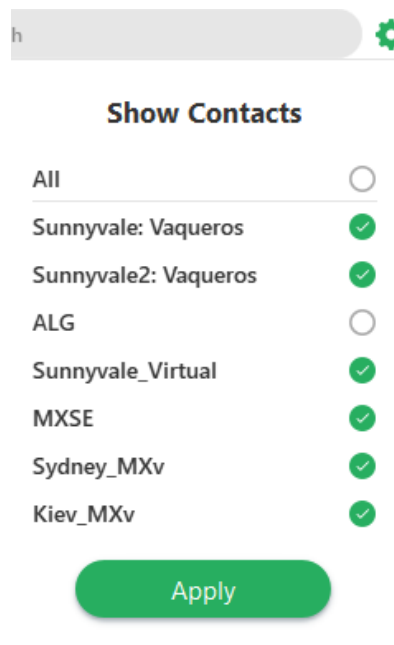 h
Show Contacts
All
Sunnyvale: Vaqueros
Sunnyvale2: Vaqueros
ALG
Sunnyvale_Virtual
MXSE
Sydney_MXv
Kiev_MXv
Apply